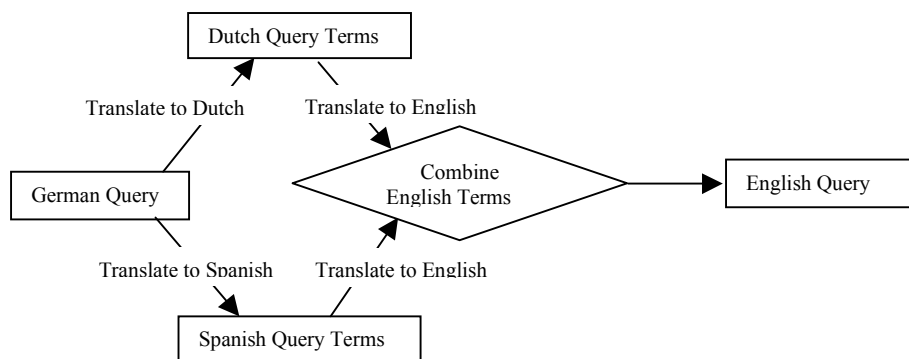 Dutch Query Terms
Translate to Dutch
Translate to English
German Query
Combine
English Terms
English Query
Translate to Spanish
Translate to English
Spanish Query Terms